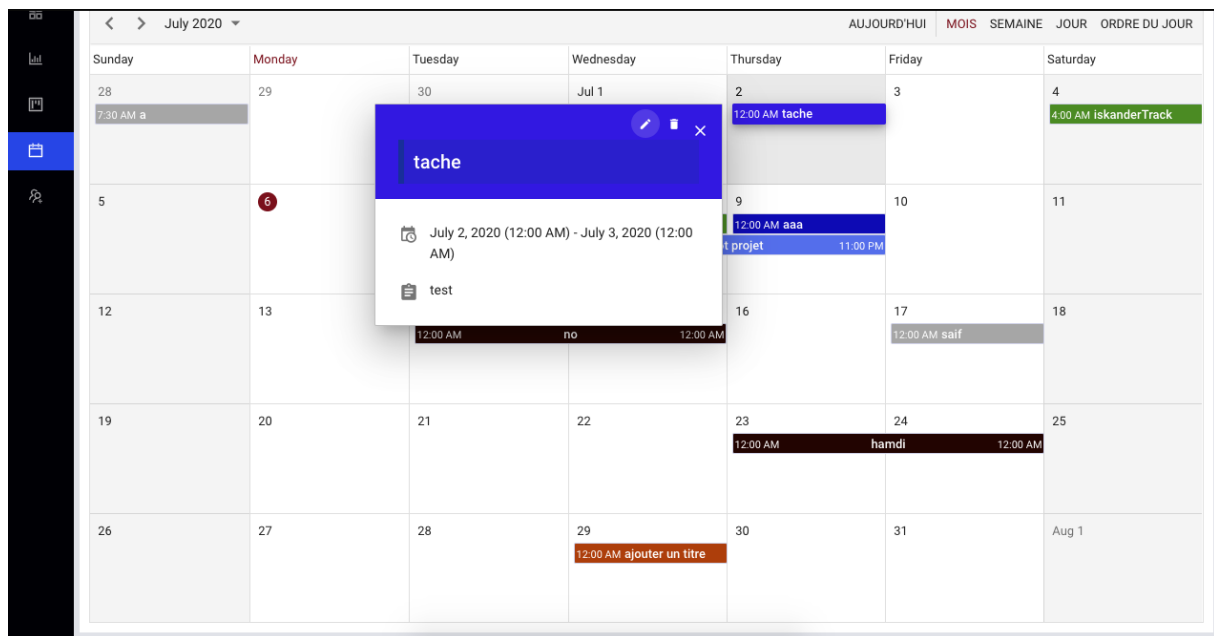 July 2020 AUJOURD'HUI MOIS SEMAINE JOUR ORDRE DU JOUR
Sunday Monday Tuesday Wednesday Thursday Friday Saturday
28 29 30 Jul 1 2 3 4
7:30 AM a 12:00 AM tache 4:00 AM iskanderTrack
tache
5 6 9 10 11
12:00 AM aaa
projet 11:00 PM
July 2, 2020 (12:00 AM) - July 3, 2020 (12:00
AM)
test
12 13 16 17 18
12:00 AM no 12:00 AM 12:00 AM saif
19 20 21 22 23 24 25
12:00 AM hamdi 12:00 AM
26 27 28 29 30 31 Aug 1
12:00 AM ajouter un titre